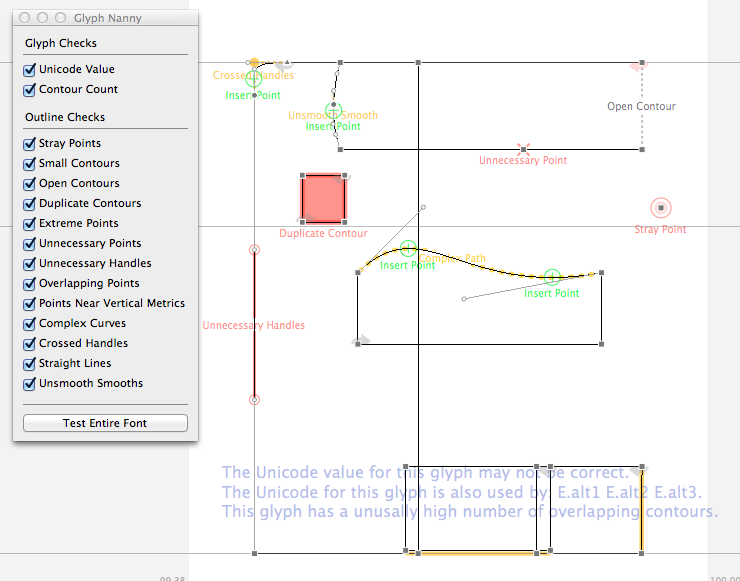 Glyph Nanny
Glyph Checks
Unicode Value
Contour Count
Outline Checks
Stray Points
Small Contours
Open Contours
Duplicate Contours
Extreme Points
Unnecessary Points
Unnecessary Handles
Overlapping Points
Points Near Vertical Metrics
Complex Curves
Crossed Handles
Straight Lines
Unsmooth Smooths
Test Entire Font
Crossed Handles
Insert Point
Unsmooth Smooth
Insert Point
Open Contour
Unnecessary Point
Duplicate Contour
Stray Point
Complex Path
Insert Point
Insert Point
Unnecessary Handles
The Unicode value for this glyph may not be correct.
The Unicode for this glyph is also used by: E.alt1 E.alt2 E.alt3.
This glyph has a unusally high number of overlapping contours.